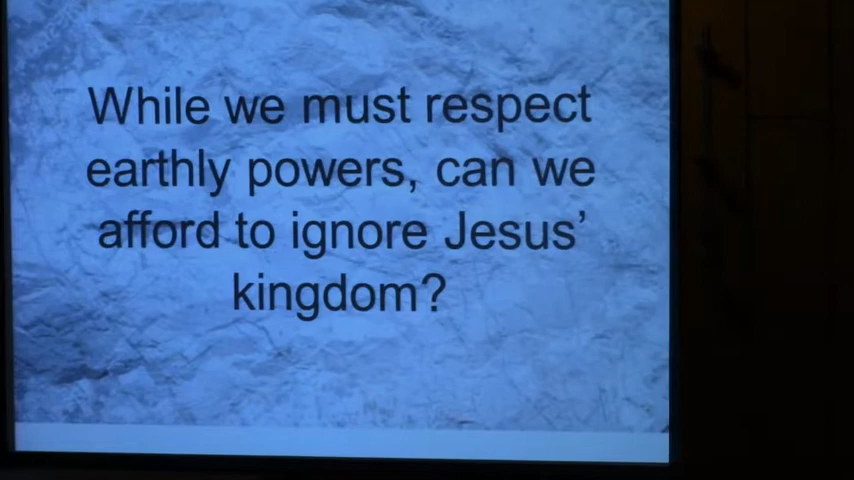 While we must respect
earthly powers, can we
afford to ignore Jesus’
kingdom?